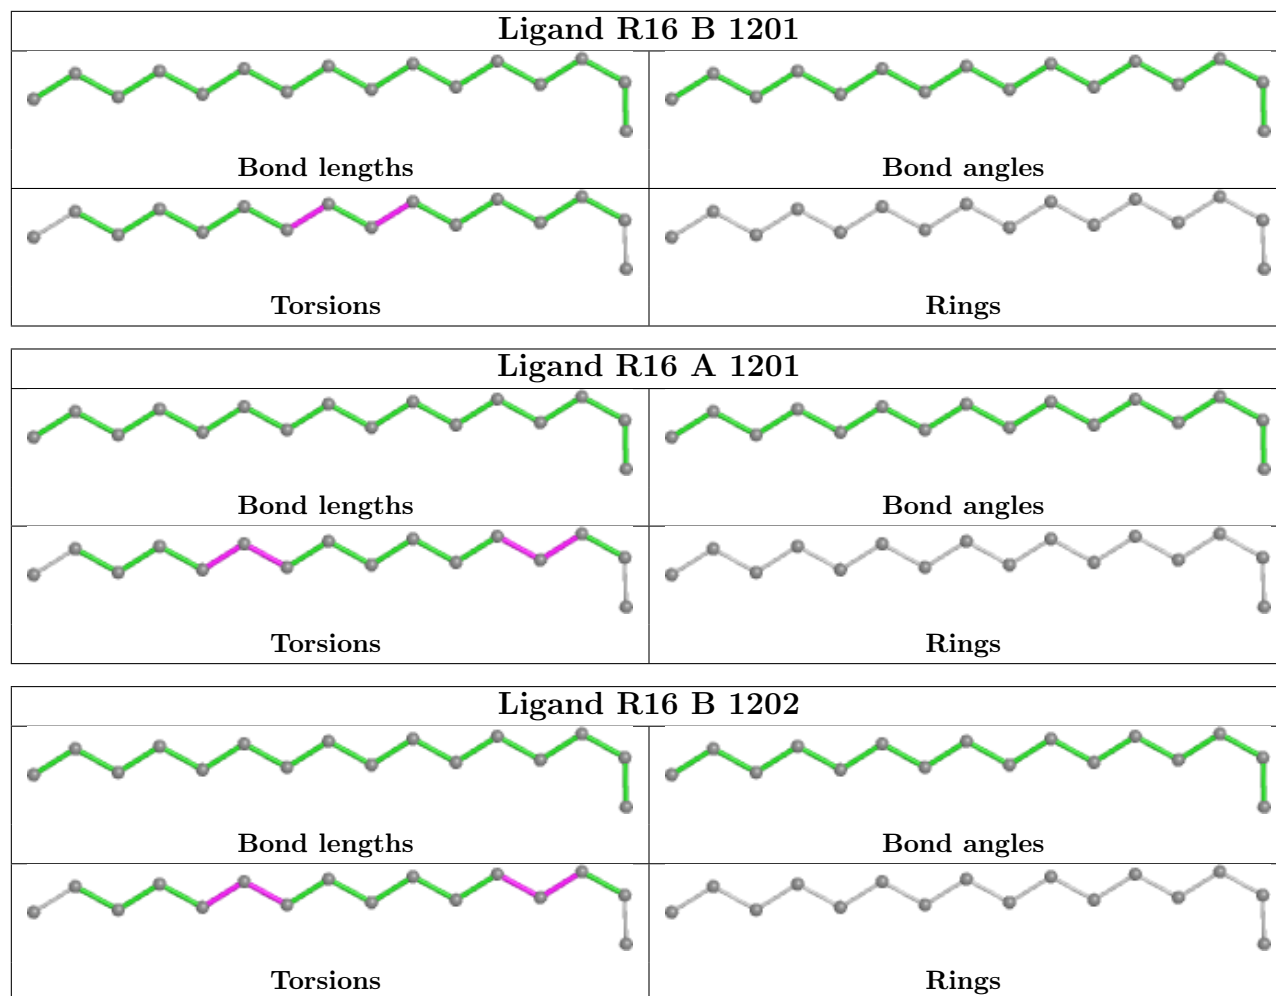 Ligand R16 B 1201
Bond lengths
Bond angles
Torsions
Rings
Ligand R16 A 1201
Bond lengths
Bond angles
Torsions
Rings
Ligand R16 B 1202
Bond lengths
Bond angles
Torsions
Rings